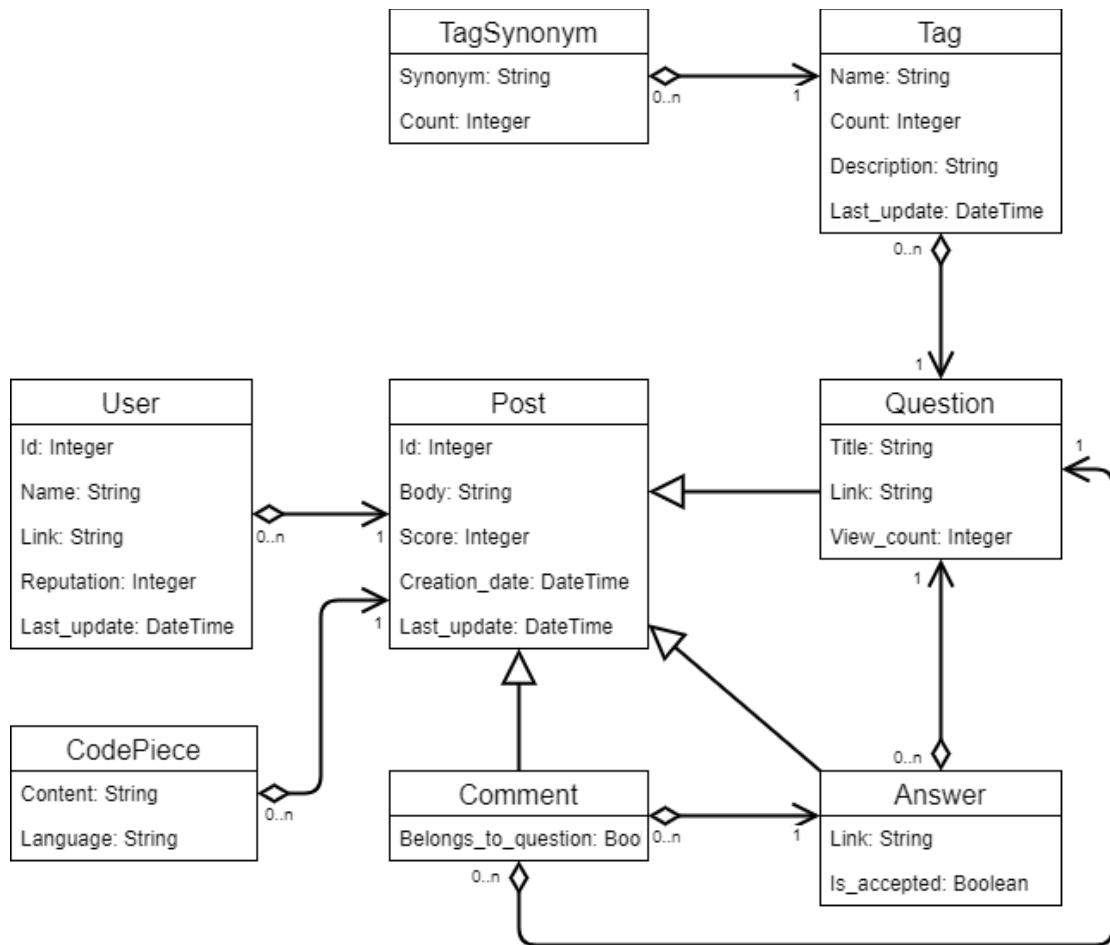 TagSynonym
Synonym: String
Count: Integer
0..n
1
Tag
Name: String
Count: Integer
Description: String
Last_update: DateTime
0..n
1
User
Id: Integer
Name: String
Link: String
Reputation: Integer
Last_update: DateTime
0..n
1
Post
Id: Integer
Body: String
Score: Integer
Creation_date: DateTime
Last_update: DateTime
1
Question
Title: String
Link: String
View_count: Integer
1
1
CodePiece
Content: String
Language: String
0..n
Comment
Belongs_to_question: Boo
0..n
0..n
1
0..n
Answer
Link: String
Is_accepted: Boolean